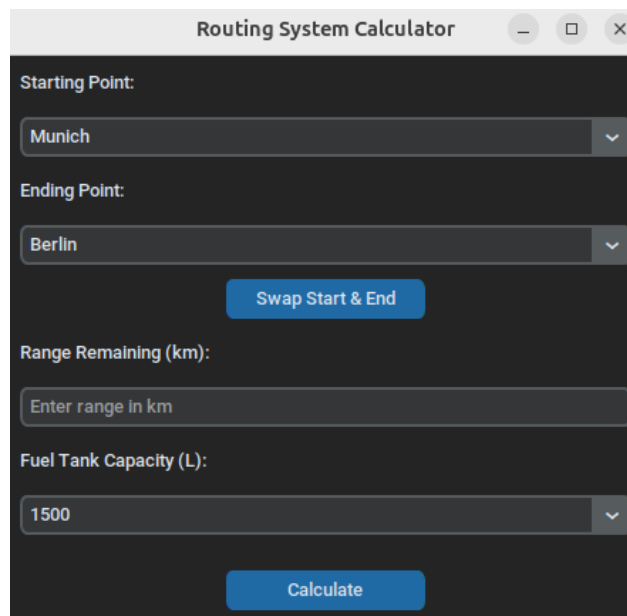 Routing System Calculator
Starting Point:
Munich
Ending Point:
Berlin
Swap Start & End
Range Remaining (km):
Enter range in km
Fuel Tank Capacity (L):
1500
Calculate